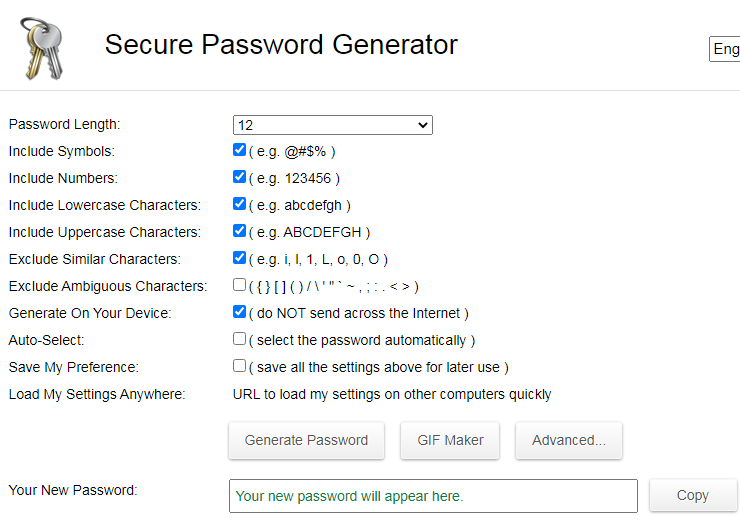 Secure Password Generator
Eng
Password Length: 12
Include Symbols: ( e.g. @#$% )
Include Numbers: ( e.g. 123456 )
Include Lowercase Characters: ( e.g. abcdefgh )
Include Uppercase Characters: ( e.g. ABCDEFGH )
Exclude Similar Characters: ( e.g. i, l, 1, L, o, 0, O )
Exclude Ambiguous Characters: ( { } [ ] ( ) / \ ' " ` ~ , ; : . < > )
Generate On Your Device: ( do NOT send across the Internet )
Auto-Select: ( select the password automatically )
Save My Preference: ( save all the settings above for later use )
Load My Settings Anywhere: URL to load my settings on other computers quickly
Generate Password GIF Maker Advanced...
Your New Password: Your new password will appear here. Copy